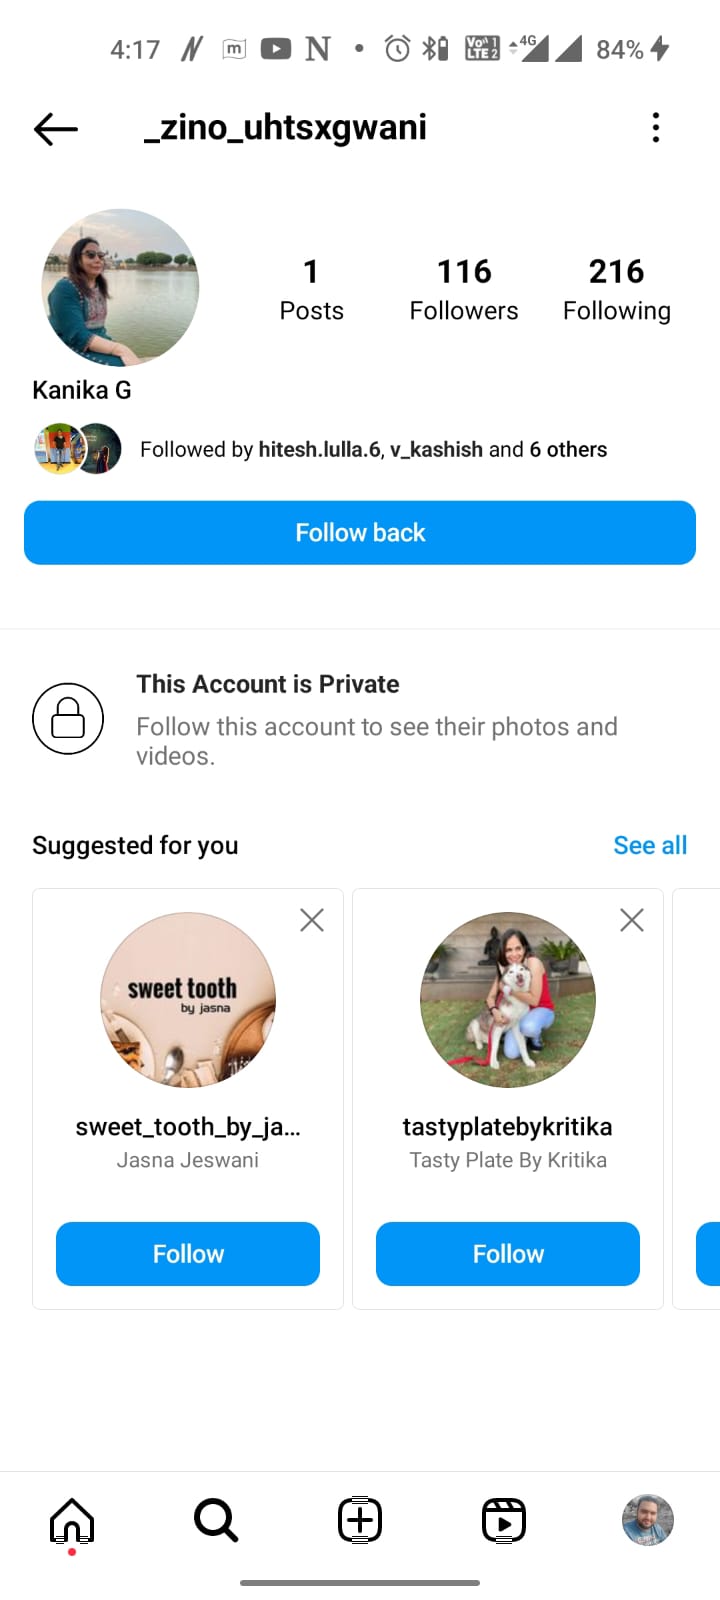 4:17 N m N • Vo)) 1 LTE 2 4G 84%
_zino_uhtsxgwani
1 116 216
Posts Followers Following
Kanika G
Followed by hitesh.lulla.6, v_kashish and 6 others
Follow back
This Account is Private
Follow this account to see their photos and
videos.
Suggested for you See all
sweet tooth
by jasna
sweet_tooth_by_ja... tastyplatebykritika
Jasna Jeswani Tasty Plate By Kritika
Follow Follow